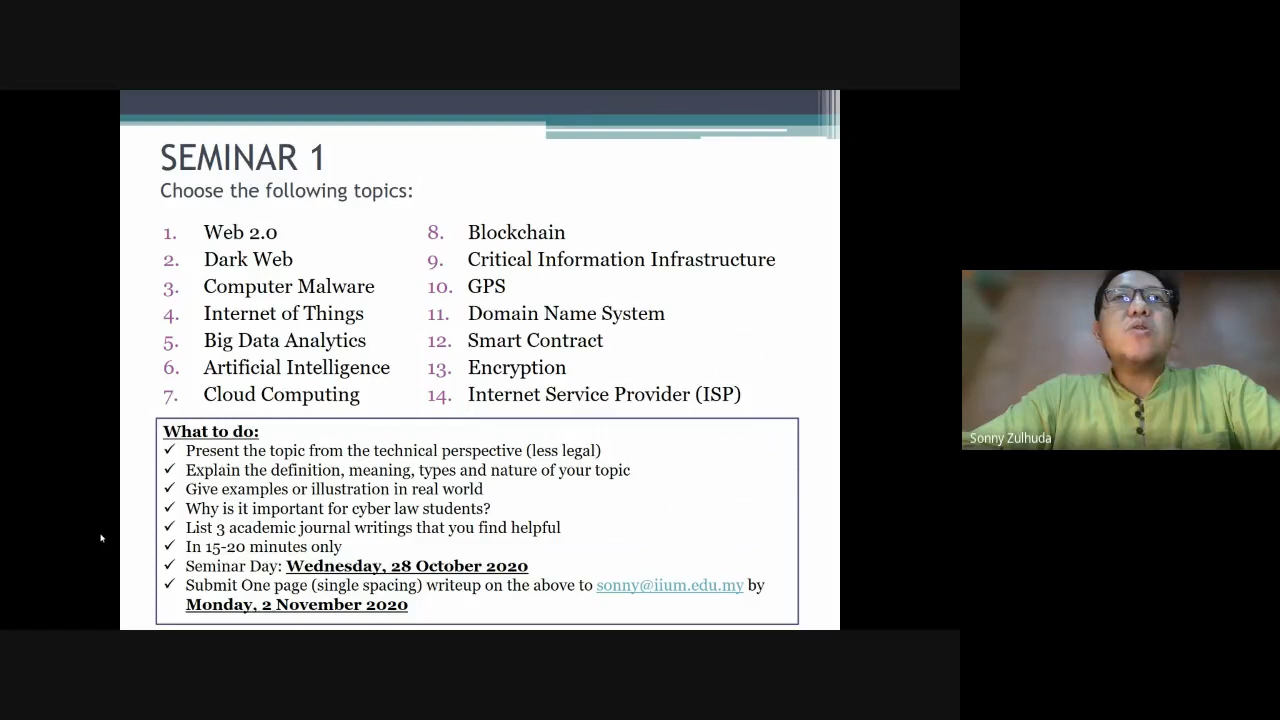 SEMINAR 1
Choose the following topics:
1. Web 2.0
2. Dark Web
3. Computer Malware
4. Internet of Things
5. Big Data Analytics
6. Artificial Intelligence
7. Cloud Computing
8. Blockchain
9. Critical Information Infrastructure
10. GPS
11. Domain Name System
12. Smart Contract
13. Encryption
14. Internet Service Provider (ISP)
What to do:
✓ Present the topic from the technical perspective (less legal)
✓ Explain the definition, meaning, types and nature of your topic
✓ Give examples or illustration in real world
✓ Why is it important for cyber law students?
✓ List 3 academic journal writings that you find helpful
✓ In 15-20 minutes only
✓ Seminar Day: Wednesday, 28 October 2020
✓ Submit One page (single spacing) writeup on the above to sonny@iium.edu.my by
Monday, 2 November 2020
Sonny Zulhuda